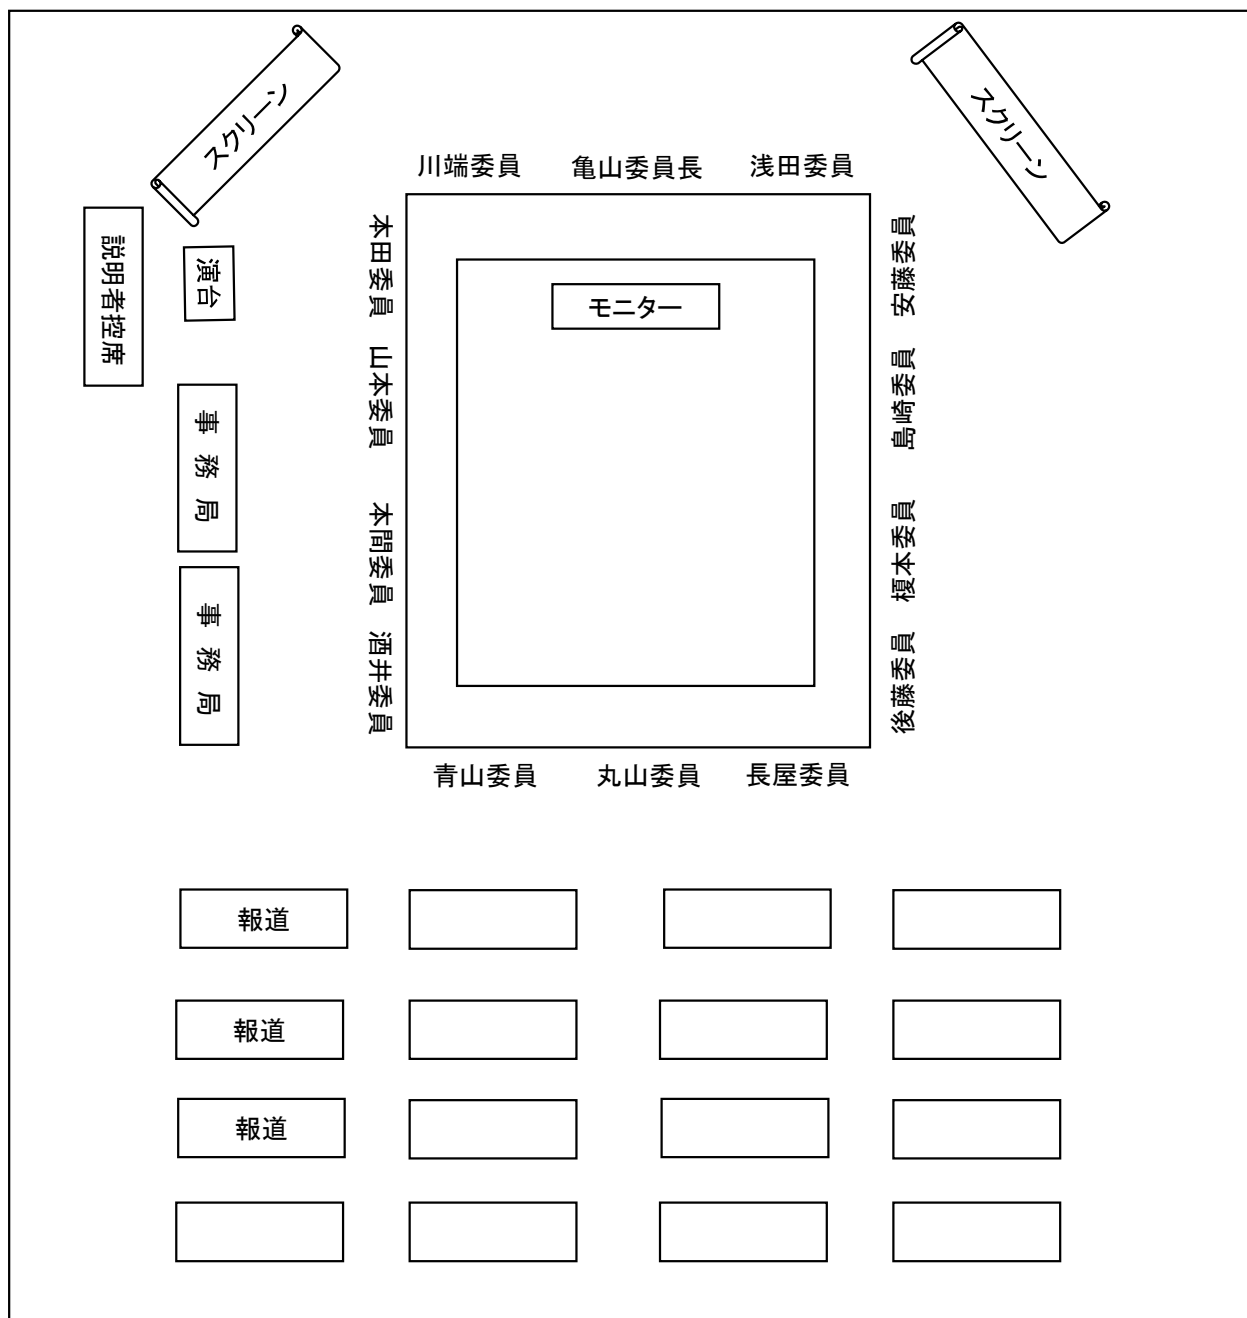 スクリーン
スクリーン
川端委員
亀山委員長
浅田委員
説明者控席
演台
本田委員
安藤委員
モニター
山本委員
島崎委員
事務局
本間委員
榎本委員
事務局
酒井委員
後藤委員
青山委員
丸山委員
長屋委員
報道
報道
報道